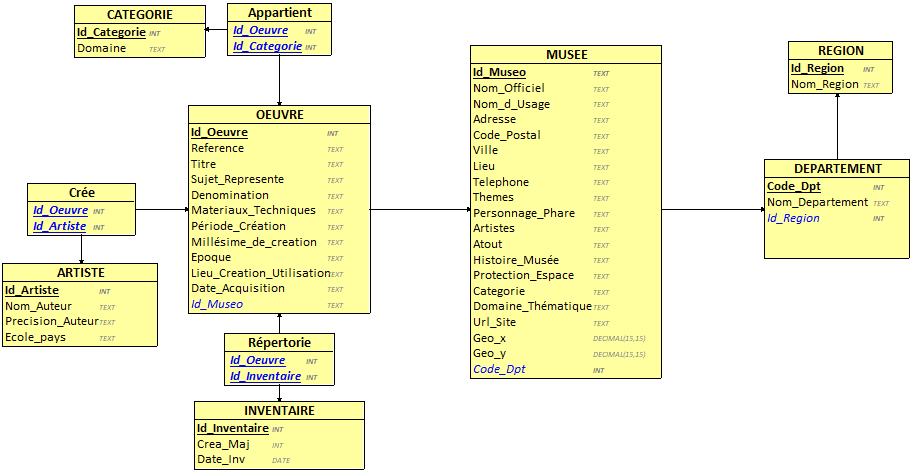 CATEGORIE
Id_Categorie INT
Domaine TEXT
Appartient
Id_Oeuvre INT
Id_Categorie INT
OEUVRE
Id_Oeuvre INT
Reference TEXT
Titre TEXT
Sujet_Represente TEXT
Denomination TEXT
Materiaux_Techniques TEXT
Période_Création TEXT
Millésime_de_creation TEXT
Epoque TEXT
Lieu_Creation_Utilisation TEXT
Date_Acquisition TEXT
Id_Museo TEXT
Crée
Id_Oeuvre INT
Id_Artiste INT
ARTISTE
Id_Artiste INT
Nom_Auteur TEXT
Precision_Auteur TEXT
Ecole_pays TEXT
Répertorie
Id_Oeuvre INT
Id_Inventaire INT
INVENTAIRE
Id_Inventaire INT
Crea_Maj INT
Date_Inv DATE
MUSEE
Id_Museo TEXT
Nom_Officiel TEXT
Nom_d_Usage TEXT
Adresse TEXT
Code_Postal TEXT
Ville TEXT
Lieu TEXT
Telephone TEXT
Themes TEXT
Personnage_Phare TEXT
Artistes TEXT
Atout TEXT
Histoire_Musée TEXT
Protection_Espace TEXT
Categorie TEXT
Domaine_Thématique TEXT
Url_Site TEXT
Geo_x DECIMAL(15,15)
Geo_y DECIMAL(15,15)
Code_Dpt INT
REGION
Id_Region INT
Nom_Region TEXT
DEPARTEMENT
Code_Dpt INT
Nom_Departement TEXT
Id_Region INT